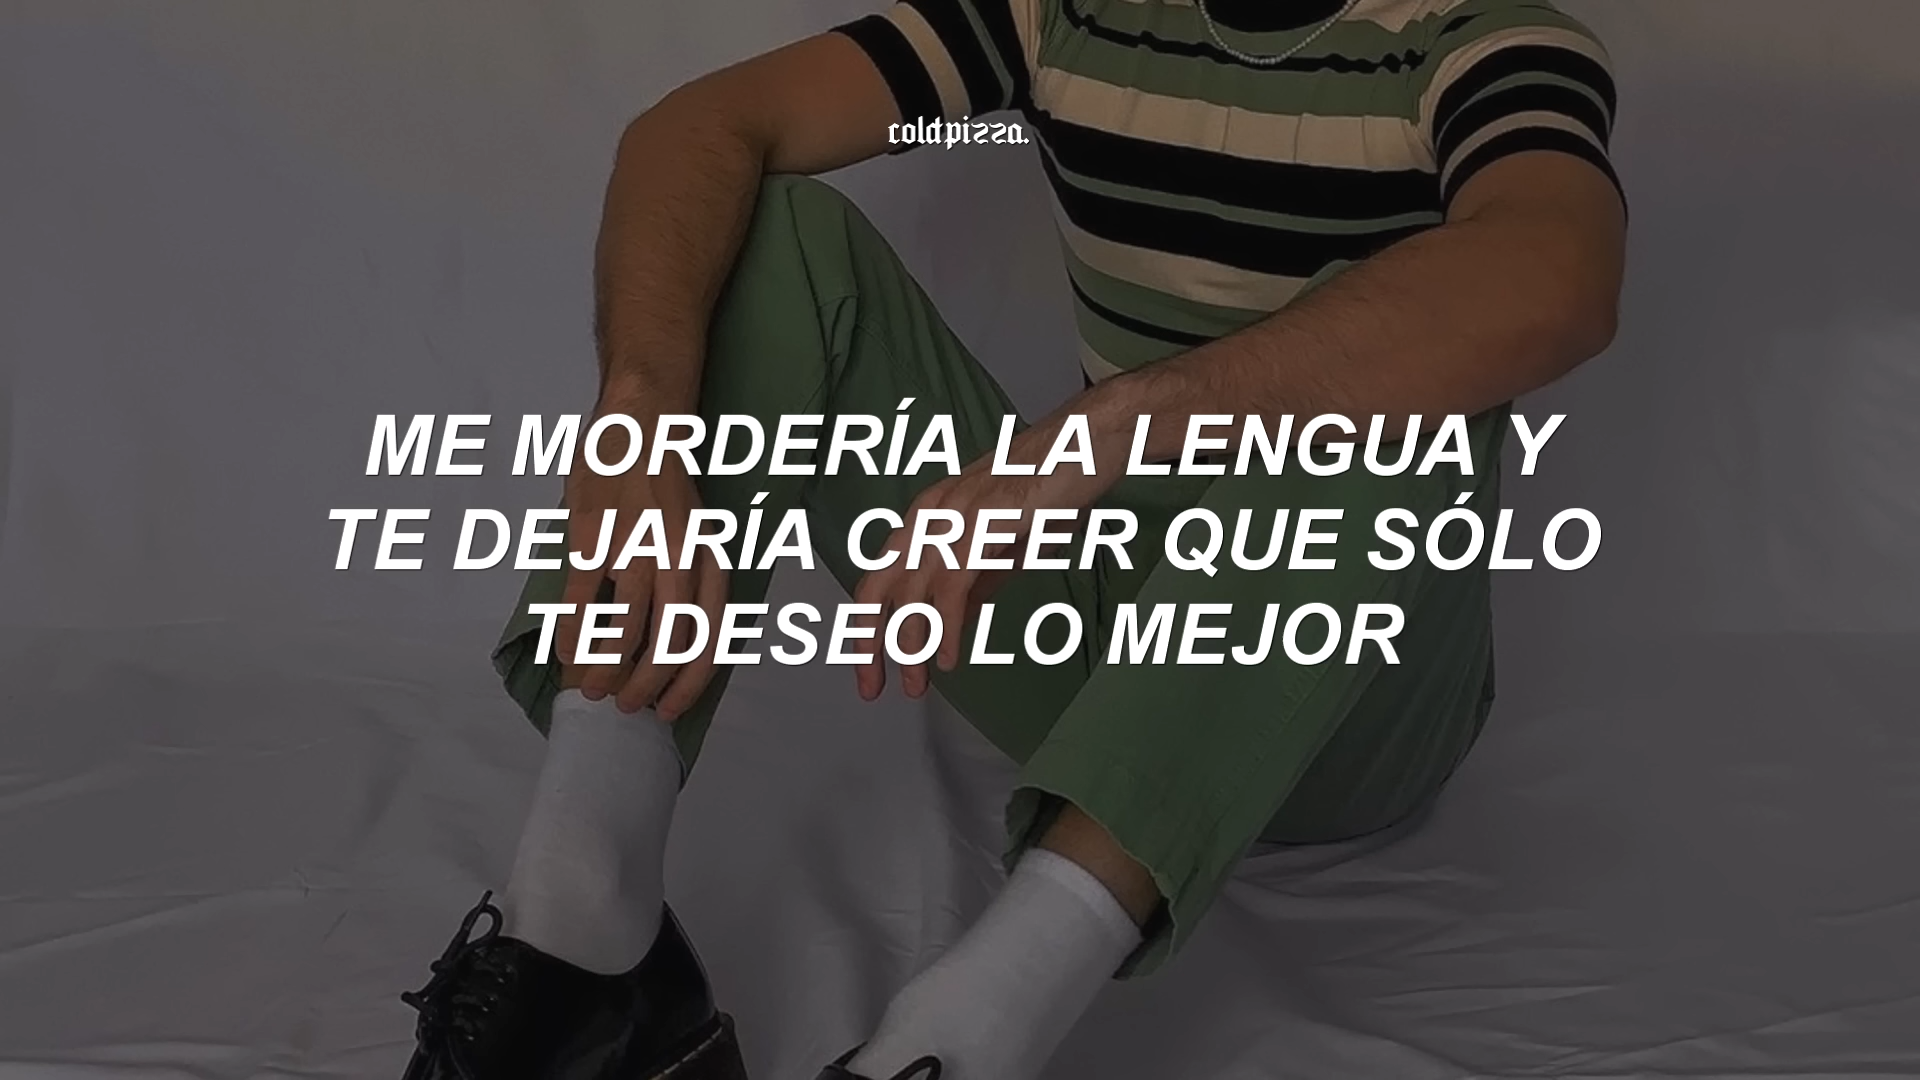 coldpizza.
ME MORDERÍA LA LENGUA Y
TE DEJARÍA CREER QUE SÓLO
TE DESEO LO MEJOR